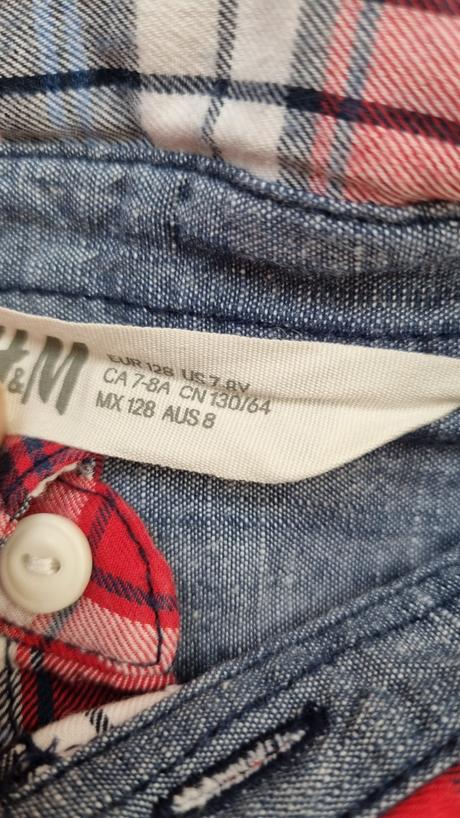 H&M
EUR 128 US 7-8Y
CA 7-8A CN 130/64
MX 128 AUS 8